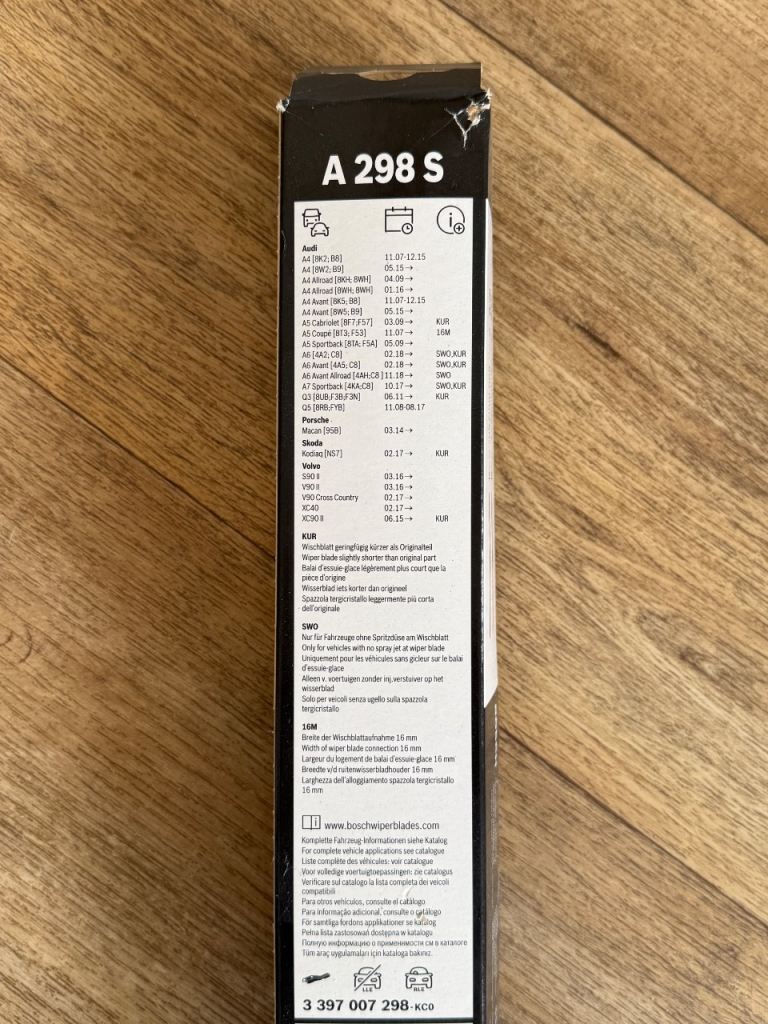 A 298 S
Audi
A4 [8K2; B8] 11.07-12.15
A4 [8W2; B9] 05.15→
A4 Allroad [8KH; 8WH] 04.09→
A4 Allroad [8WH; 8WH] 01.16→
A4 Avant [8K5; B8] 11.07-12.15
A4 Avant [8W5; B9] 05.15→
A5 Cabriolet [8F7;F57] 03.09→ KUR
A5 Coupé [8T3; F53] 11.07→ 16M
A5 Sportback [8TA; F5A] 05.09→
A6 [4A2; C8] 02.18→ SWO,KUR
A6 Avant [4A5; C8] 02.18→ SWO,KUR
A6 Avant Allroad [4AH;C8] 11.18→ SWO
A7 Sportback [4KA;C8] 10.17→ SWO,KUR
Q3 [8UB;F3B;F3N] 06.11→ KUR
Q5 [8RB;FYB] 11.08-08.17
Porsche
Macan [95B] 03.14→
Skoda
Kodiaq [NS7] 02.17→ KUR
Volvo
S90 II 03.16→
V90 II 03.16→
V90 Cross Country 02.17→
XC40 02.17→
XC90 II 06.15→ KUR
KUR
Wischblatt geringfügig kürzer als Originalteil
Wiper blade slightly shorter than original part
Balai d'essuie-glace légèrement plus court que la
pièce d'origine
Wisserblad iets korter dan origineel
Spazzola tergicristallo leggermente più corta
dell'originale
SWO
Nur für Fahrzeuge ohne Spritzdüse am Wischblatt
Only for vehicles with no spray jet at wiper blade
Uniquement pour les véhicules sans gicleur sur le balai
d'essuie-glace
Alleen v. voertuigen zonder inj.verstuiver op het
wisserblad
Solo per veicoli senza ugello sulla spazzola
tergicristallo
16M
Breite der Wischblattaufnahme 16 mm
Width of wiper blade connection 16 mm
Largeur du logement de balai d'essuie-glace 16 mm
Breedte v/d ruitenwisserbladhouder 16 mm
Larghezza dell'alloggiamento spazzola tergicristallo
16 mm
www.boschwiperblades.com
Komplette Fahrzeug-Informationen siehe Katalog
For complete vehicle applications see catalogue
Liste complète des véhicules: voir catalogue
Voor volledige voertuigtoepassingen: zie catalogus
Verificare sul catalogo la lista completa dei veicoli
compatibili
Para otros vehículos, consulte el catálogo
Para informação adicional, consulte o catálogo
För samtliga fordons applikationer se katalog
Pełna lista zastosowań dostępna w katalogu
Полную информацию о применимости см в каталоге
Tüm araç uygulamaları için kataloga bakınız.
LLE RLE
3 397 007 298-KC0